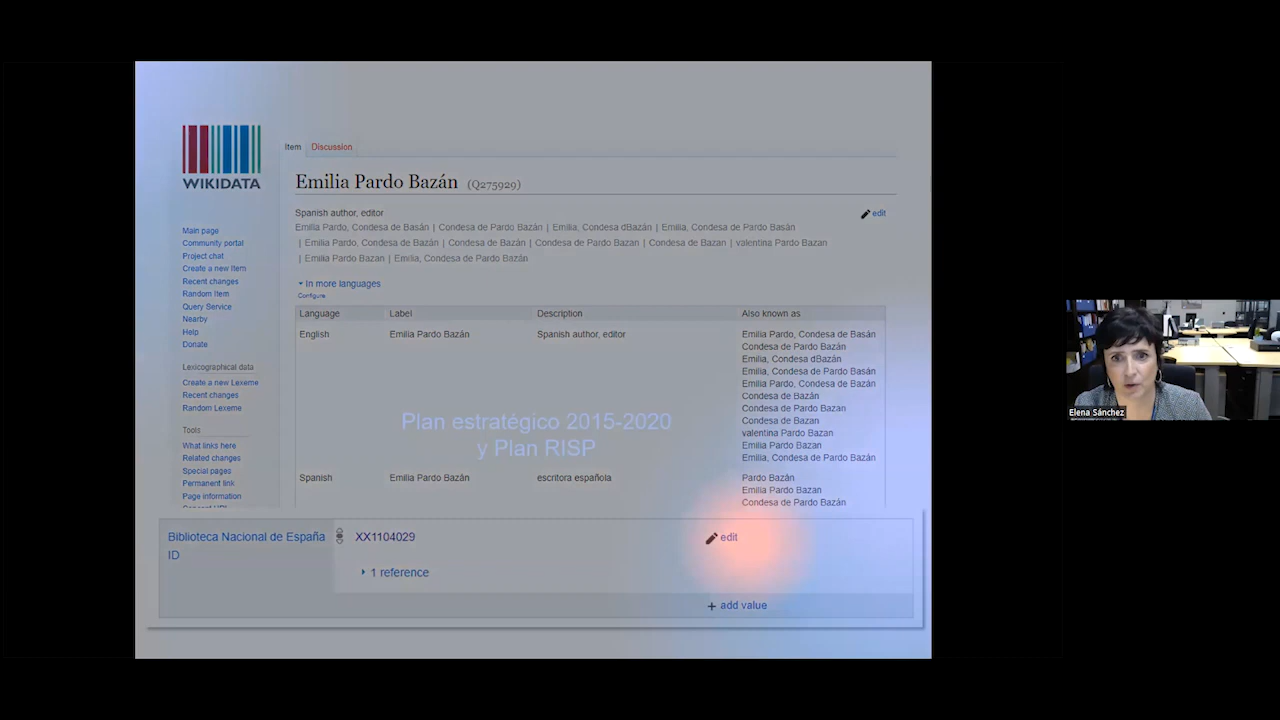 WIKIDATA
Item Discussion
Emilia Pardo Bazán (Q275929)
Spanish author, editor
edit
Emilia Pardo, Condesa de Basán | Condesa de Pardo Bazán | Emilia, Condesa dBazán | Emilia, Condesa de Pardo Basán
| Emilia Pardo, Condesa de Bazán | Condesa de Bazán | Condesa de Pardo Bazan | Condesa de Bazan | valentina Pardo Bazan
| Emilia Pardo Bazan | Emilia, Condesa de Pardo Bazán
In more languages
Configure
Main page
Community portal
Project chat
Create a new Item
Recent changes
Random Item
Query Service
Nearby
Help
Donate
Lexicographical data
Create a new Lexeme
Recent changes
Random Lexeme
Tools
What links here
Related changes
Special pages
Permanent link
Page information
Language Label Description Also known as
English Emilia Pardo Bazán Spanish author, editor Emilia Pardo, Condesa de Basán
Condesa de Pardo Bazán
Emilia, Condesa dBazán
Emilia, Condesa de Pardo Basán
Emilia Pardo, Condesa de Bazán
Condesa de Bazán
Condesa de Pardo Bazan
Condesa de Bazan
valentina Pardo Bazan
Emilia Pardo Bazan
Emilia, Condesa de Pardo Bazán
Plan estratégico 2015-2020
y Plan RISP
Spanish Emilia Pardo Bazán escritora española Pardo Bazán
Emilia Pardo Bazan
Condesa de Pardo Bazán
Biblioteca Nacional de España
ID
XX1104029
edit
1 reference
+ add value
Elena Sánchez